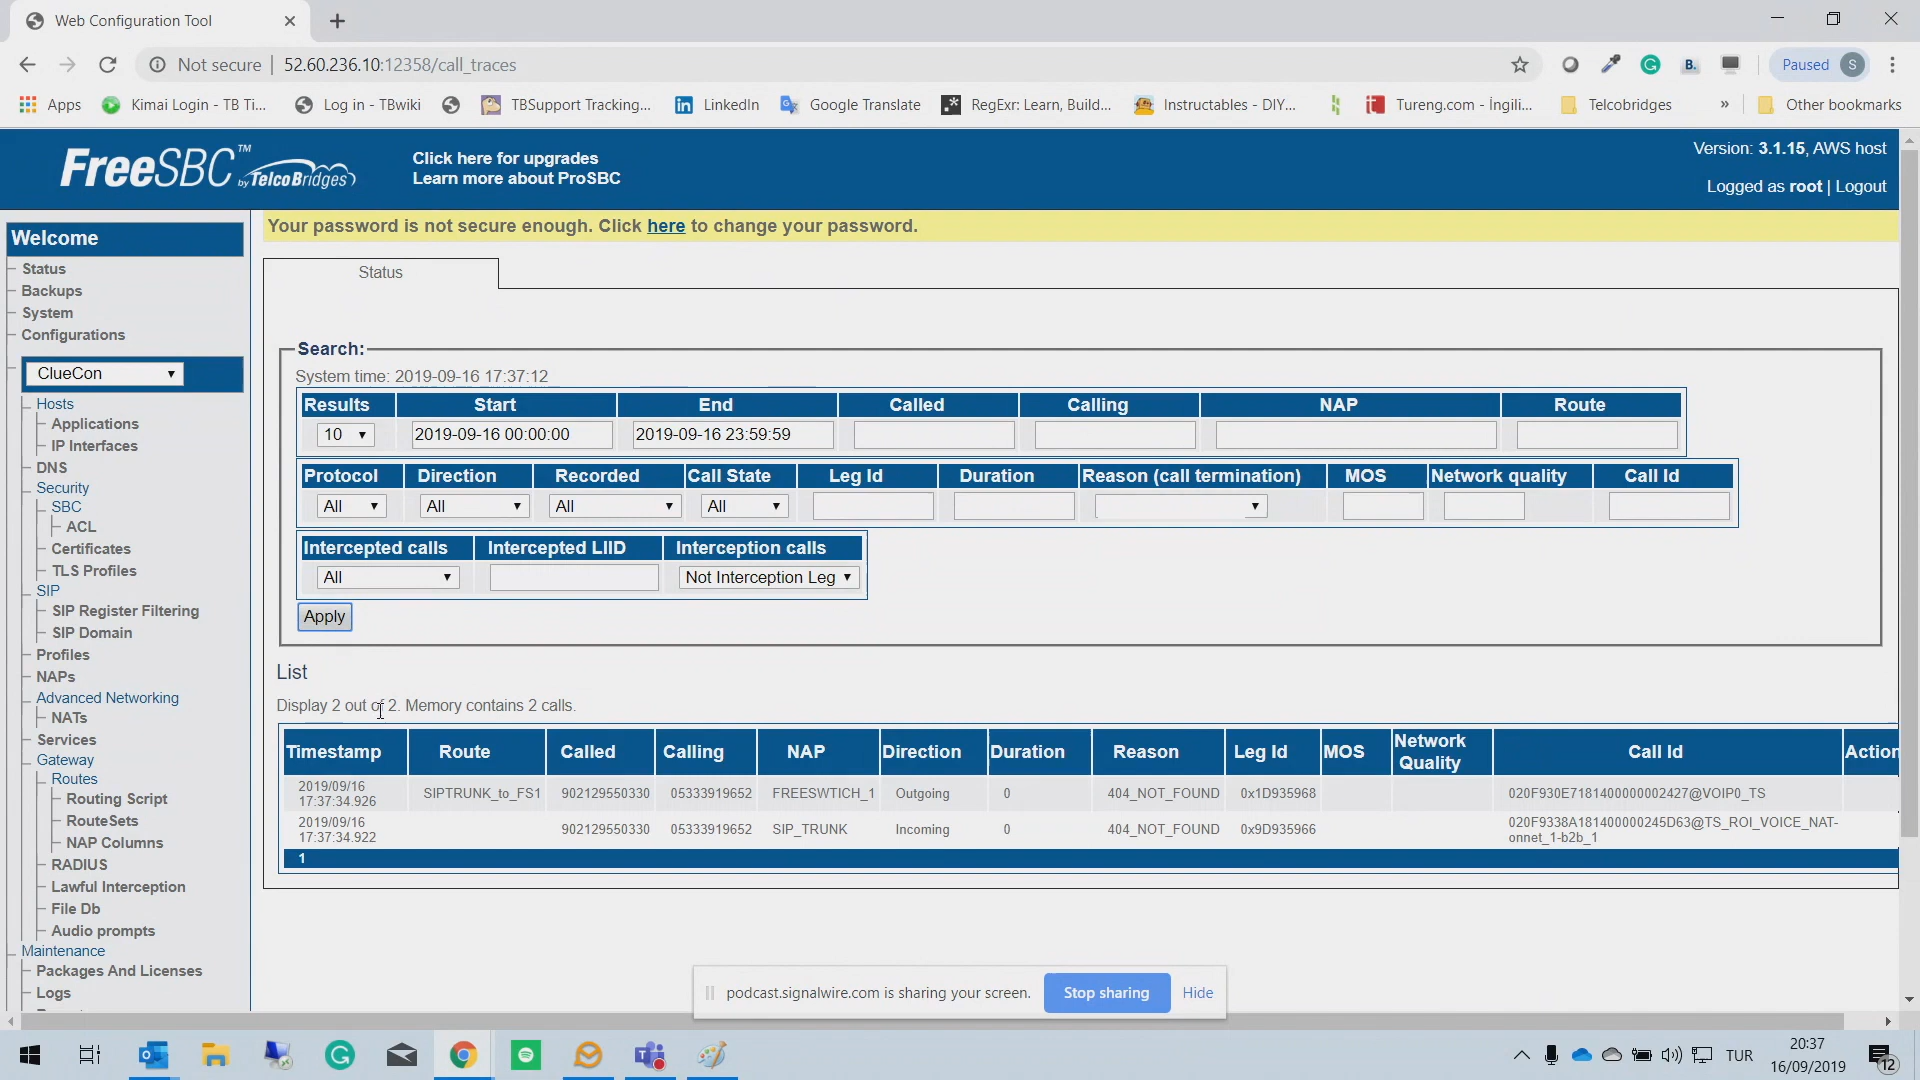 Web Configuration Tool
Not secure | 52.60.236.10:12358/call_traces
Paused S
Apps Kimai Login - TB Ti... Log in - TBwiki TBSupport Tracking... LinkedIn Google Translate RegExr: Learn, Build... Instructables - DIY... Tureng.com - İngili... Telcobridges » Other bookmarks
FreeSBC™ by TelcoBridges
Click here for upgrades
Learn more about ProSBC
Version: 3.1.15, AWS host
Logged as root | Logout
Your password is not secure enough. Click here to change your password.
Welcome
Status
Backups
System
Configurations
ClueCon
Hosts
Applications
IP Interfaces
DNS
Security
SBC
ACL
Certificates
TLS Profiles
SIP
SIP Register Filtering
SIP Domain
Profiles
NAPs
Advanced Networking
NATs
Services
Gateway
Routes
Routing Script
RouteSets
NAP Columns
RADIUS
Lawful Interception
File Db
Audio prompts
Maintenance
Packages And Licenses
Logs
Status
Search:
System time: 2019-09-16 17:37:12
Results Start End Called Calling NAP Route
10 2019-09-16 00:00:00 2019-09-16 23:59:59
Protocol Direction Recorded Call State Leg Id Duration Reason (call termination) MOS Network quality Call Id
All All All All
Intercepted calls Intercepted LIID Interception calls
All Not Interception Leg
Apply
List
Display 2 out of 2. Memory contains 2 calls.
Timestamp Route Called Calling NAP Direction Duration Reason Leg Id MOS Network Quality Call Id Action
2019/09/16 17:37:34.926 SIPTRUNK_to_FS1 902129550330 05333919652 FREESWTICH_1 Outgoing 0 404_NOT_FOUND 0x1D935968 020F930E7181400000002427@VOIP0_TS
2019/09/16 17:37:34.922 902129550330 05333919652 SIP_TRUNK Incoming 0 404_NOT_FOUND 0x9D935966 020F9338A181400000245D63@TS_ROI_VOICE_NAT-onnet_1-b2b_1
1
podcast.signalwire.com is sharing your screen. Stop sharing Hide
TUR
20:37
16/09/2019
12